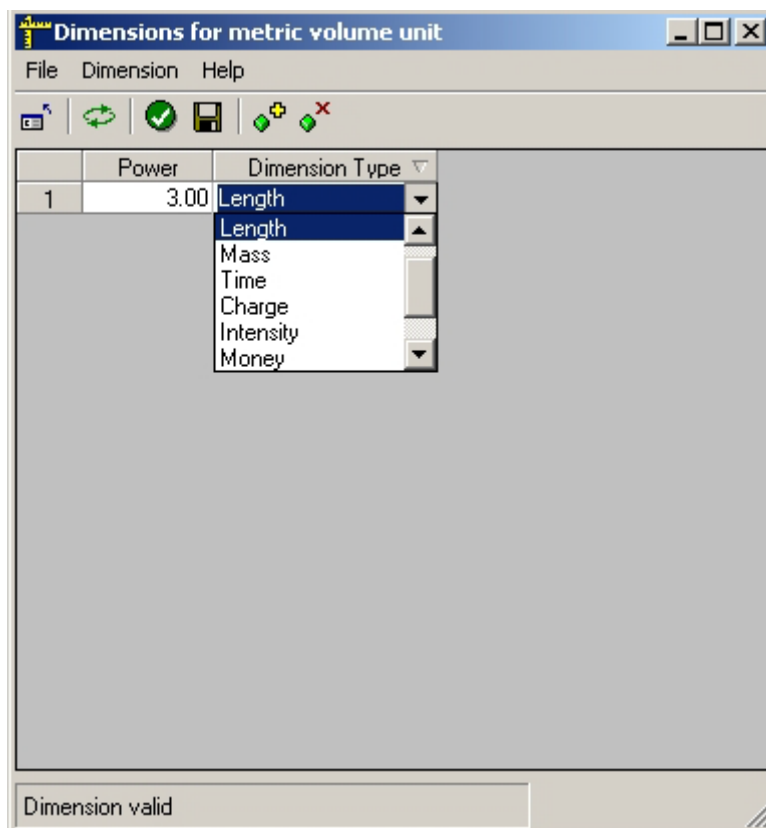 Dimensions for metric volume unit
File Dimension Help
Power Dimension Type
1 3.00 Length
Length
Mass
Time
Charge
Intensity
Money
Dimension valid